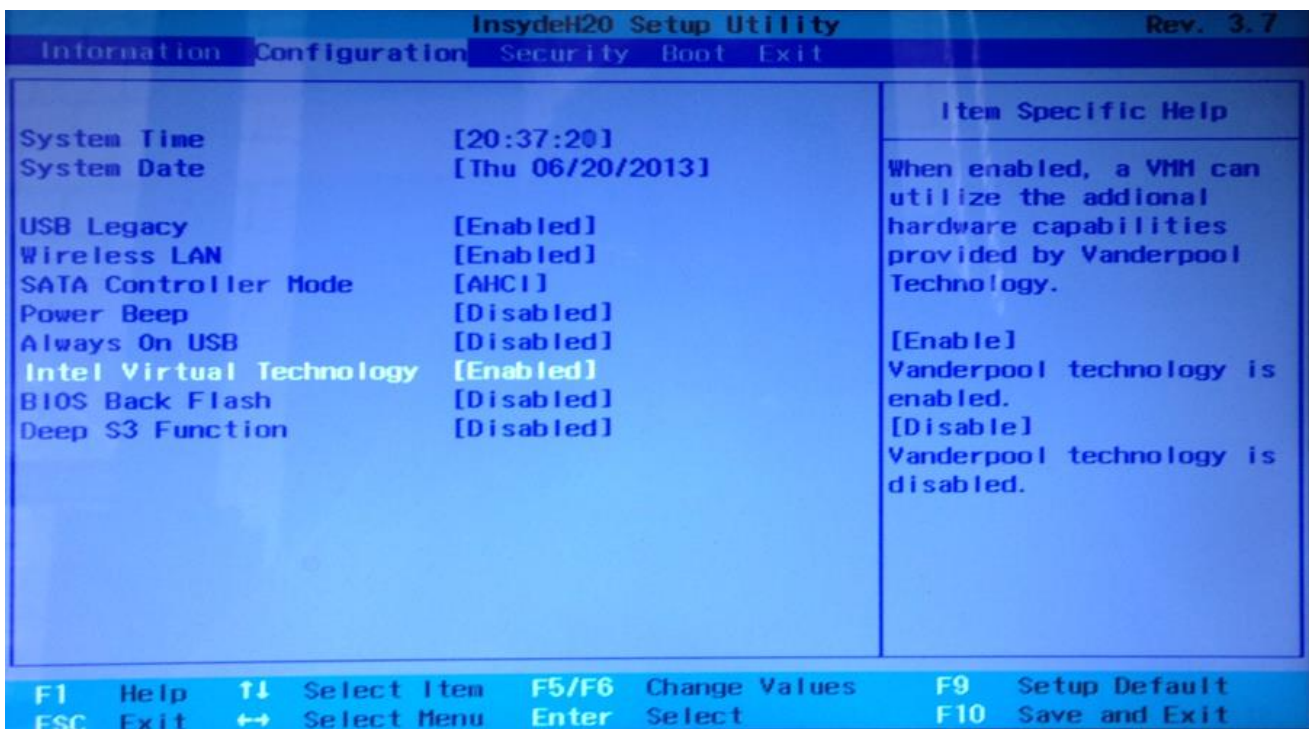 InsydeH20 Setup Utility Rev. 3.7
Information Configuration Security Boot Exit
System Time [20:37:20]
System Date [Thu 06/20/2013]
USB Legacy [Enabled]
Wireless LAN [Enabled]
SATA Controller Mode [AHCI]
Power Beep [Disabled]
Always On USB [Disabled]
Intel Virtual Technology [Enabled]
BIOS Back Flash [Disabled]
Deep S3 Function [Disabled]
Item Specific Help
When enabled, a VMM can
utilize the addional
hardware capabilities
provided by Vanderpool
Technology.
[Enable]
Vanderpool technology is
enabled.
[Disable]
Vanderpool technology is
disabled.
F1 Help ↑↓ Select Item F5/F6 Change Values F9 Setup Default
ESC Exit ↔ Select Menu Enter Select F10 Save and Exit